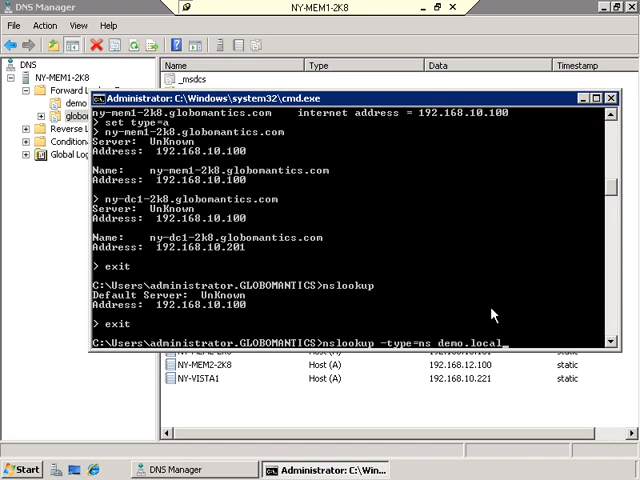 DNS Manager
NY-MEM1-2K8
File Action View Help
DNS
NY-MEM1-2K8
Forward L
demo
globo
Reverse L
Conditio
Global Log
Name Type Data Timestamp
_msdcs
Administrator: C:\Windows\system32\cmd.exe
ny-mem1-2k8.globomantics.com internet address = 192.168.10.100
> set type=a
> ny-mem1-2k8.globomantics.com
Server: UnKnown
Address: 192.168.10.100
Name: ny-mem1-2k8.globomantics.com
Address: 192.168.10.100
> ny-dc1-2k8.globomantics.com
Server: UnKnown
Address: 192.168.10.100
Name: ny-dc1-2k8.globomantics.com
Address: 192.168.10.201
> exit
C:\Users\administrator.GLOBOMANTICS>nslookup
Default Server: UnKnown
Address: 192.168.10.100
> exit
C:\Users\administrator.GLOBOMANTICS>nslookup -type=ns demo.local_
NY-MEM2-2K8 Host (A) 192.168.12.100 static
NY-VISTA1 Host (A) 192.168.10.221 static
Start
DNS Manager
Administrator: C:\Win...